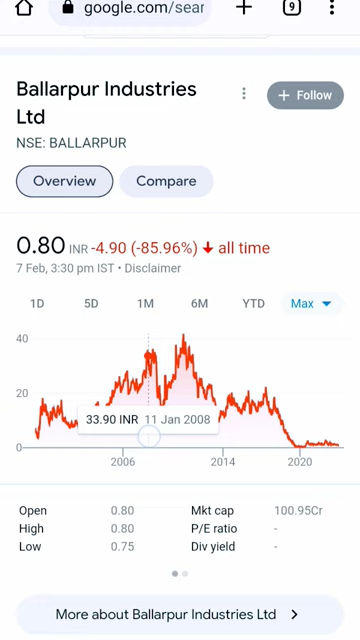 google.com/sear
9
Ballarpur Industries
Ltd
Follow
NSE: BALLARPUR
Overview
Compare
0.80 INR -4.90 (-85.96%) all time
7 Feb, 3:30 pm IST • Disclaimer
1D 5D 1M 6M YTD Max
40
20
33.90 INR 11 Jan 2008
0
2006 2014 2020
Open 0.80 Mkt cap 100.95Cr
High 0.80 P/E ratio -
Low 0.75 Div yield -
More about Ballarpur Industries Ltd